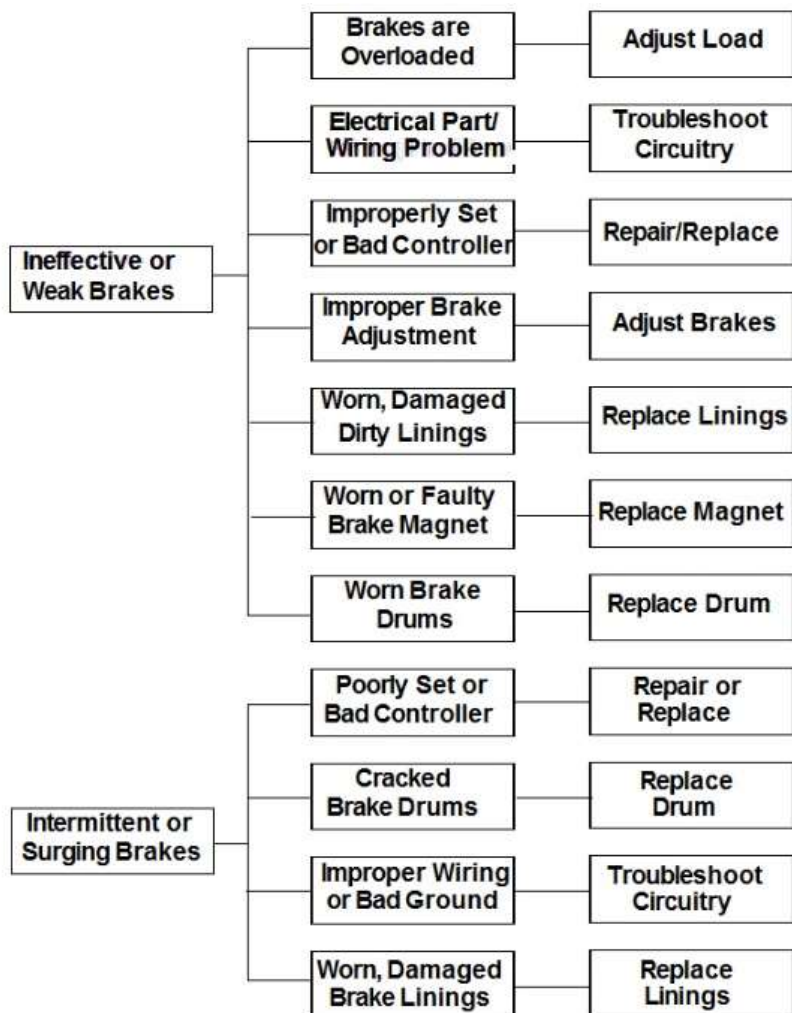 Brakes are
Overloaded
Adjust Load
Electrical Part/
Wiring Problem
Troubleshoot
Circuitry
Improperly Set
or Bad Controller
Repair/Replace
Ineffective or
Weak Brakes
Improper Brake
Adjustment
Adjust Brakes
Worn, Damaged
Dirty Linings
Replace Linings
Worn or Faulty
Brake Magnet
Replace Magnet
Worn Brake
Drums
Replace Drum
Poorly Set or
Bad Controller
Repair or
Replace
Cracked
Brake Drums
Replace
Drum
Intermittent or
Surging Brakes
Improper Wiring
or Bad Ground
Troubleshoot
Circuitry
Worn, Damaged
Brake Linings
Replace
Linings